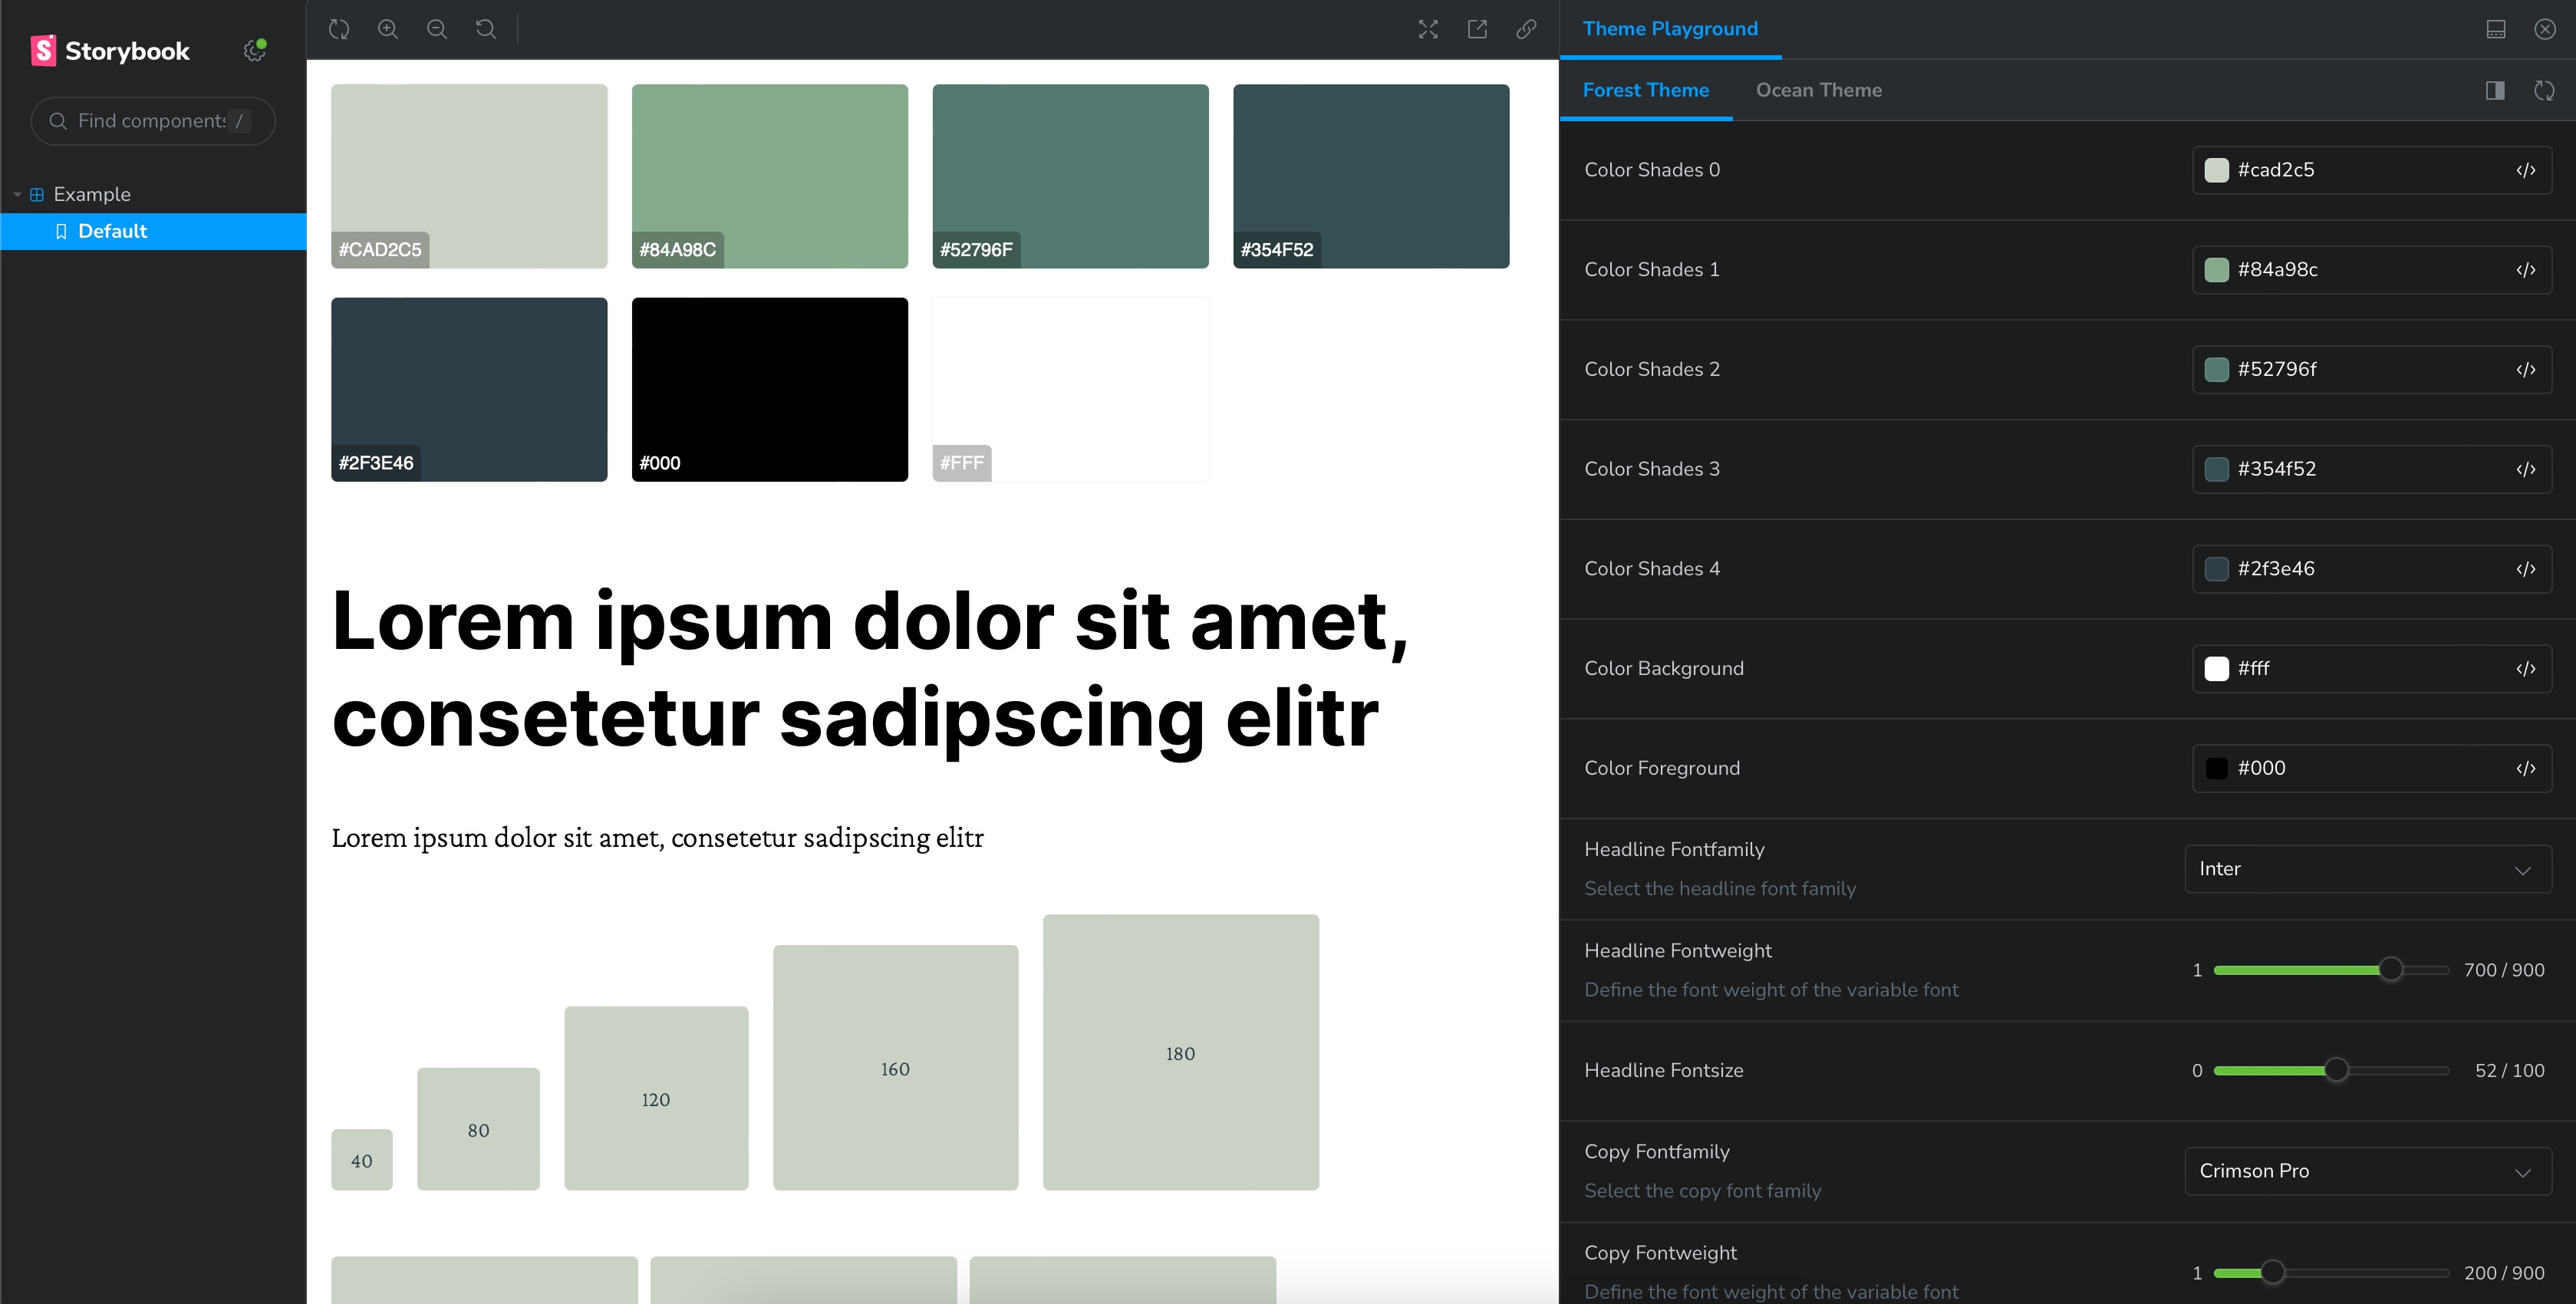 Storybook
Find components /
Example
Default
#CAD2C5
#84A98C
#52796F
#354F52
#2F3E46
#000
#FFF
Lorem ipsum dolor sit amet,
consetetur sadipscing elitr
Lorem ipsum dolor sit amet, consetetur sadipscing elitr
40
80
120
160
180
Theme Playground
Forest Theme
Ocean Theme
Color Shades 0
#cad2c5
Color Shades 1
#84a98c
Color Shades 2
#52796f
Color Shades 3
#354f52
Color Shades 4
#2f3e46
Color Background
#fff
Color Foreground
#000
Headline Fontfamily
Select the headline font family
Inter
Headline Fontweight
Define the font weight of the variable font
1
700 / 900
Headline Fontsize
0
52 / 100
Copy Fontfamily
Select the copy font family
Crimson Pro
Copy Fontweight
Define the font weight of the variable font
1
200 / 900